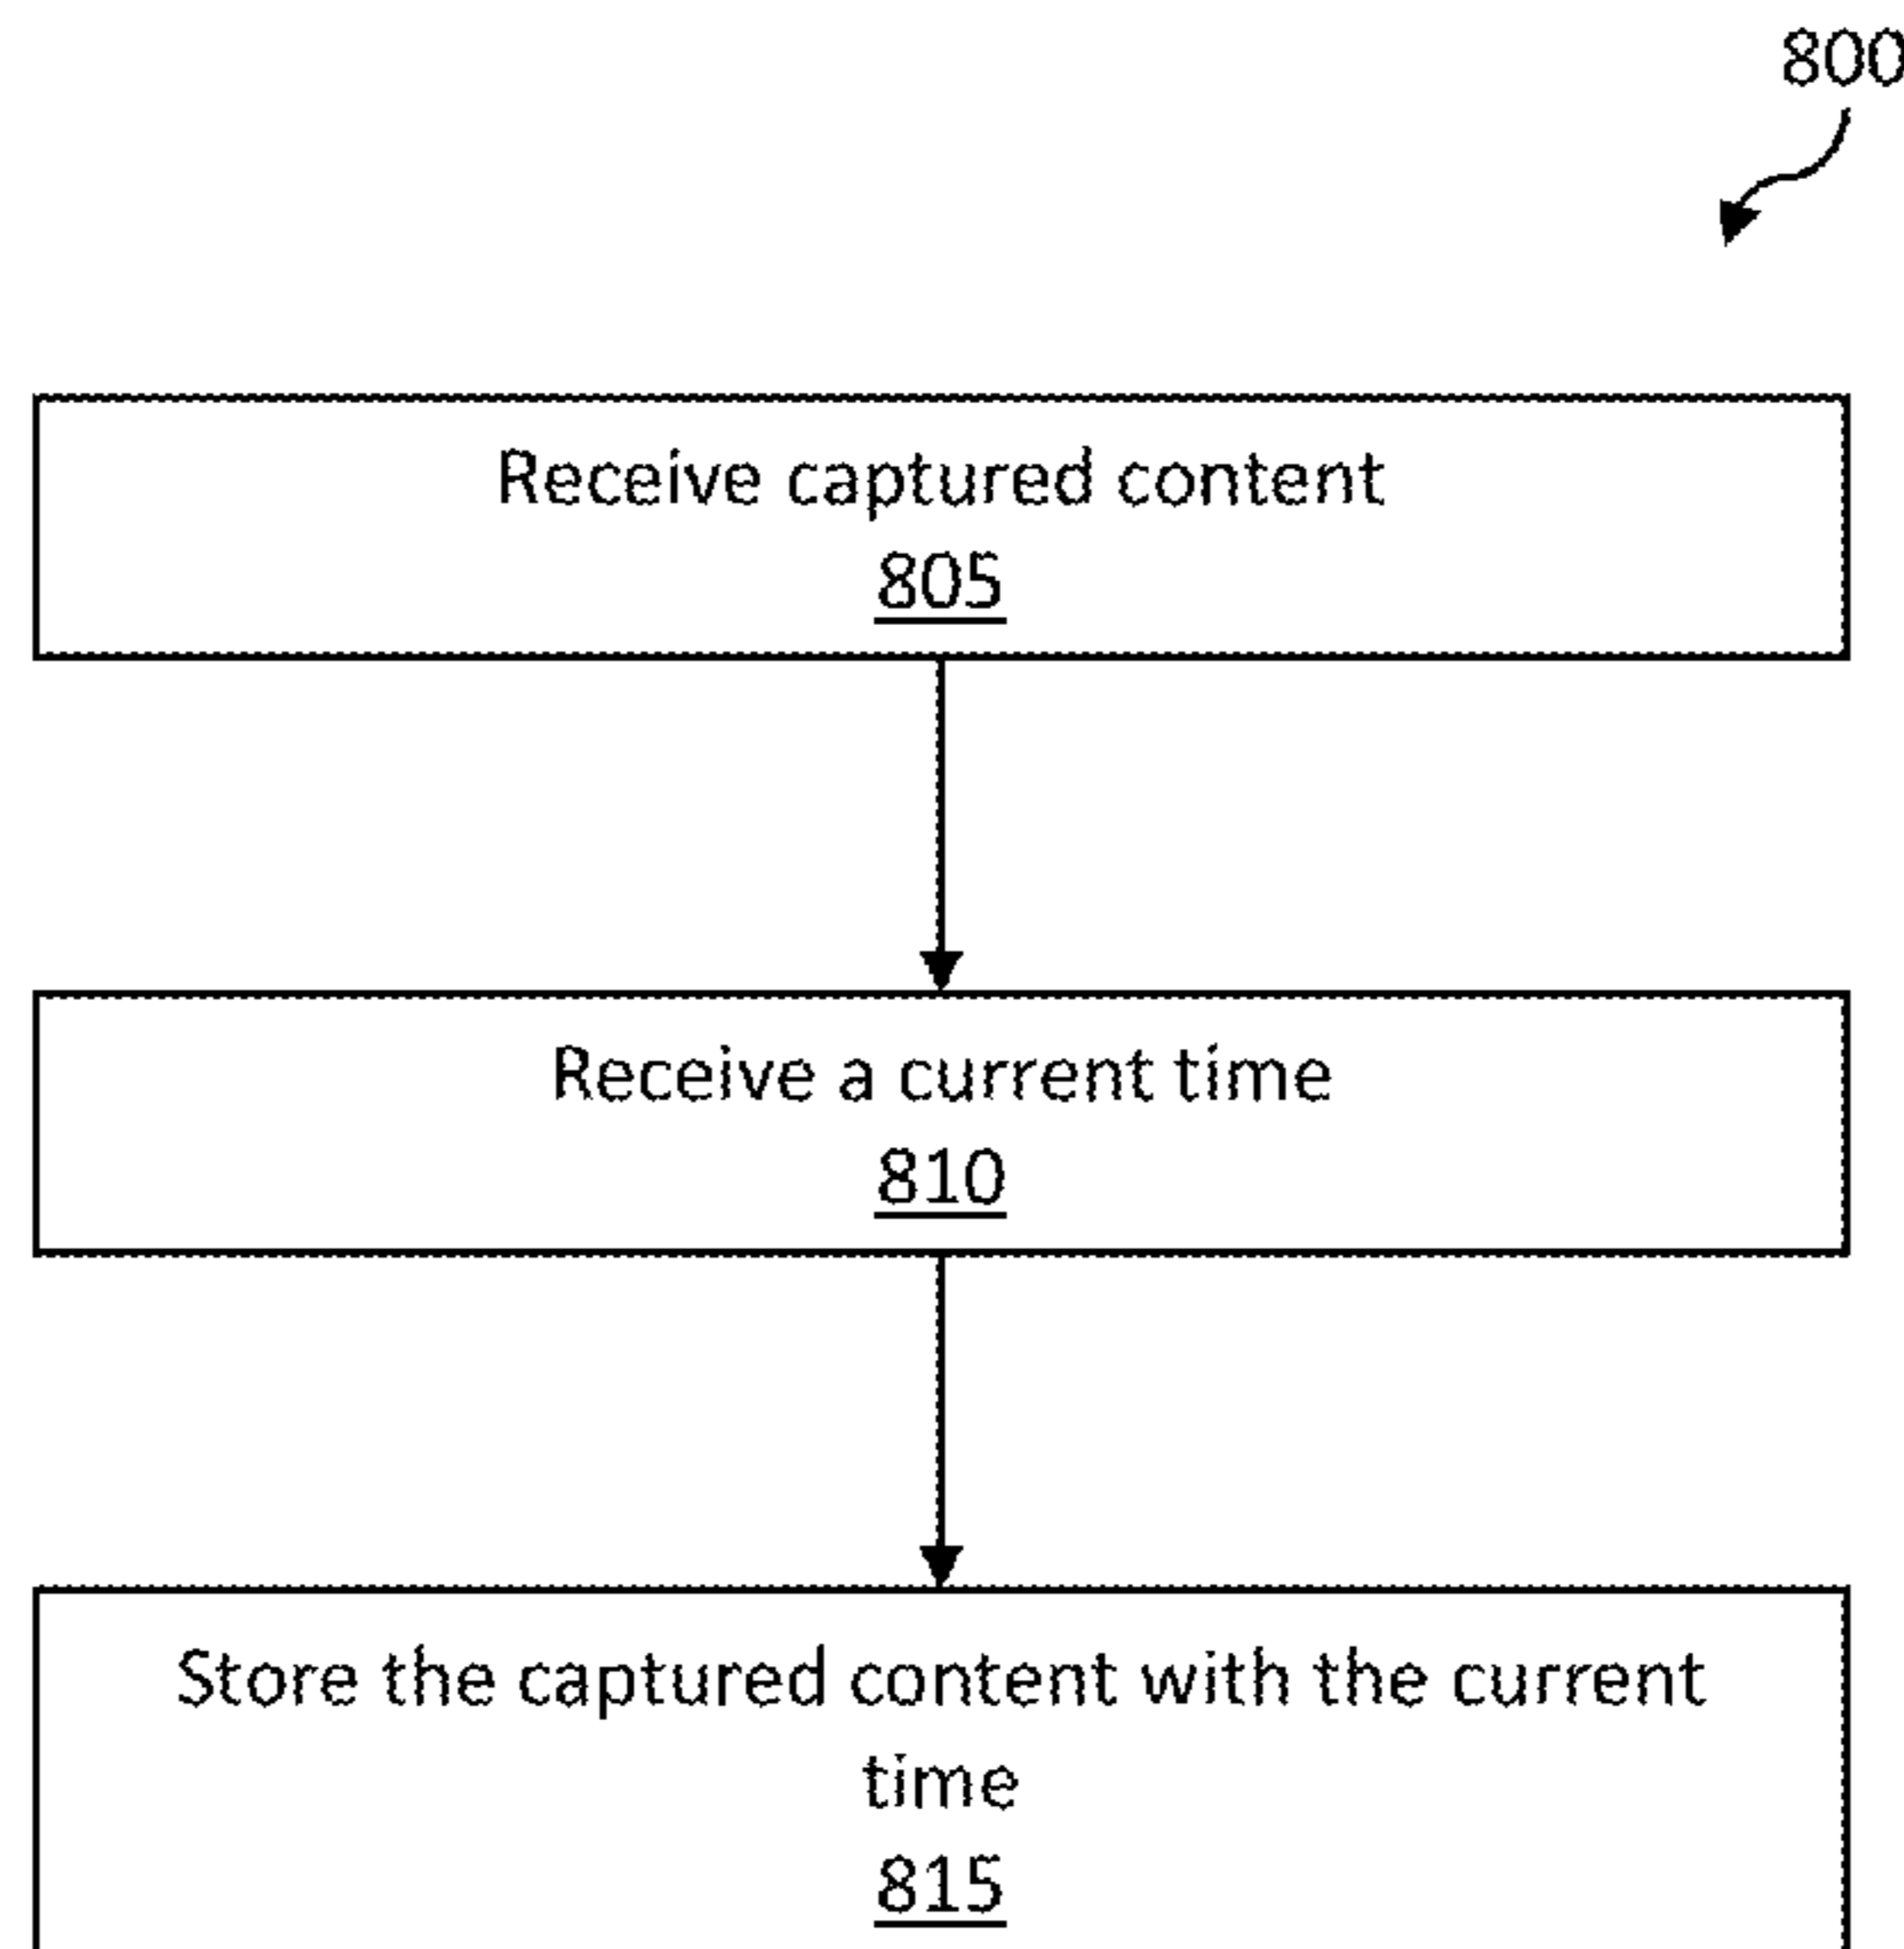 800
Receive captured content
805
Receive a current time
810
Store the captured content with the current
time
815